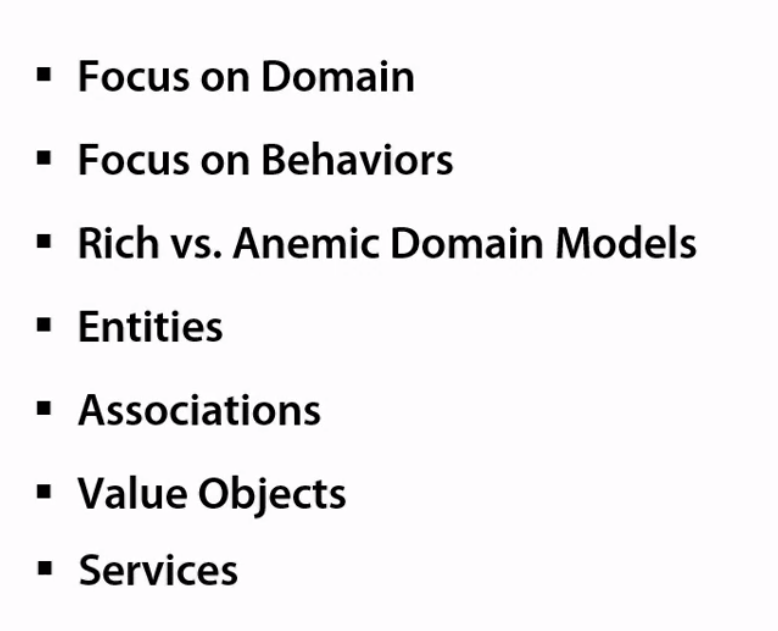 ▪ Focus on Domain
▪ Focus on Behaviors
▪ Rich vs. Anemic Domain Models
▪ Entities
▪ Associations
▪ Value Objects
▪ Services